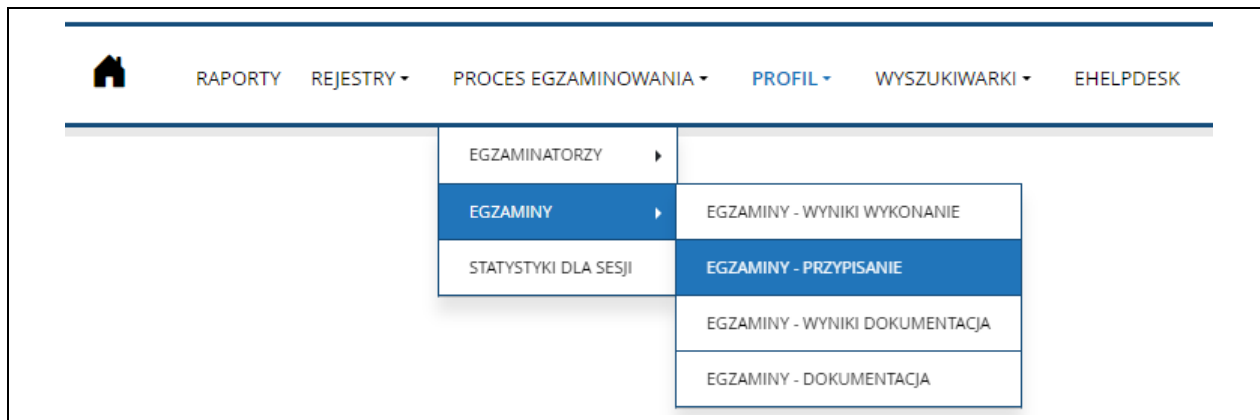 RAPORTY REJESTRY PROCES EGZAMINOWANIA PROFIL WYSZUKIWARKI EHELPDESK
EGZAMINATORZY
EGZAMINY
STATYSTYKI DLA SESJI
EGZAMINY - WYNIKI WYKONANIE
EGZAMINY - PRZYPISANIE
EGZAMINY - WYNIKI DOKUMENTACJA
EGZAMINY - DOKUMENTACJA